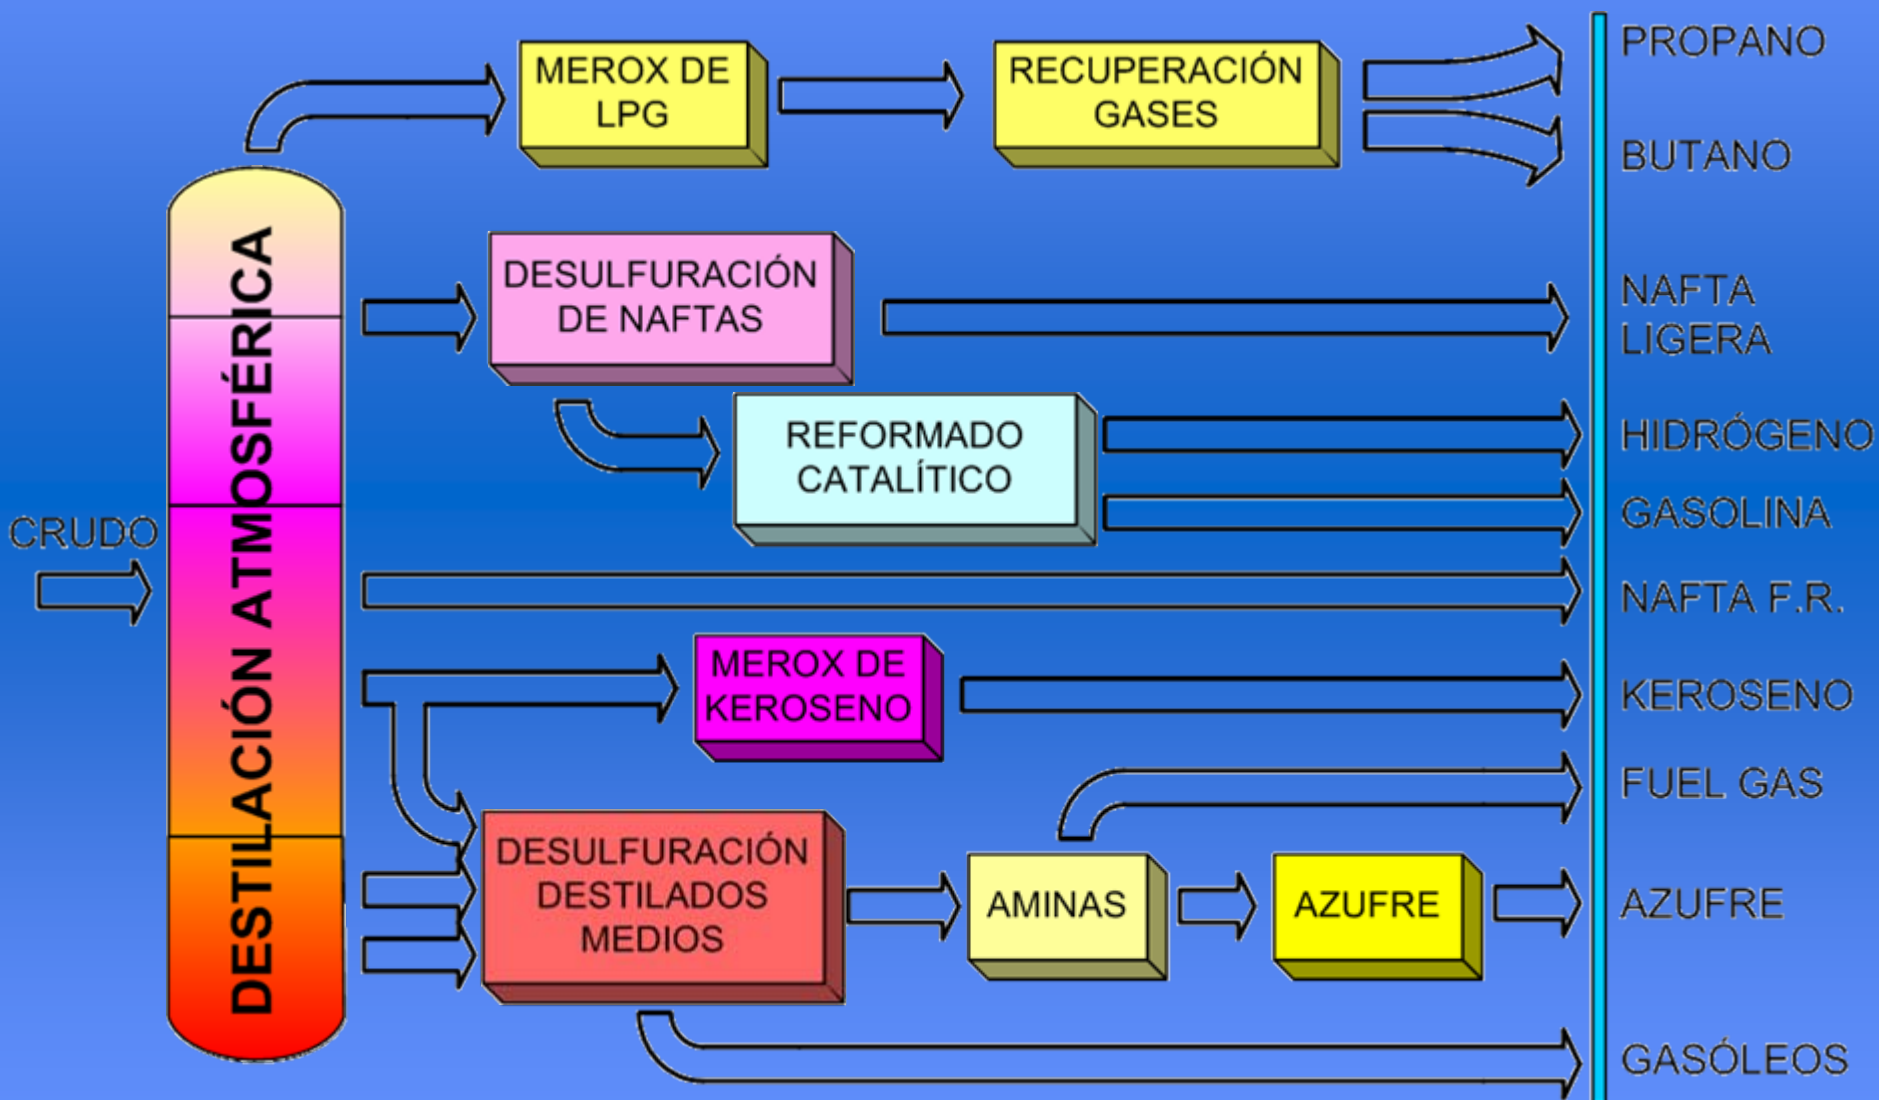 CRUDO
DESTILACIÓN ATMOSFÉRICA
MEROX DE
LPG
RECUPERACIÓN
GASES
PROPANO
BUTANO
DESULFURACIÓN
DE NAFTAS
NAFTA
LIGERA
REFORMADO
CATALÍTICO
HIDRÓGENO
GASOLINA
NAFTA F.R.
MEROX DE
KEROSENO
KEROSENO
FUEL GAS
DESULFURACIÓN
DESTILADOS
MEDIOS
AMINAS
AZUFRE
AZUFRE
GASÓLEOS